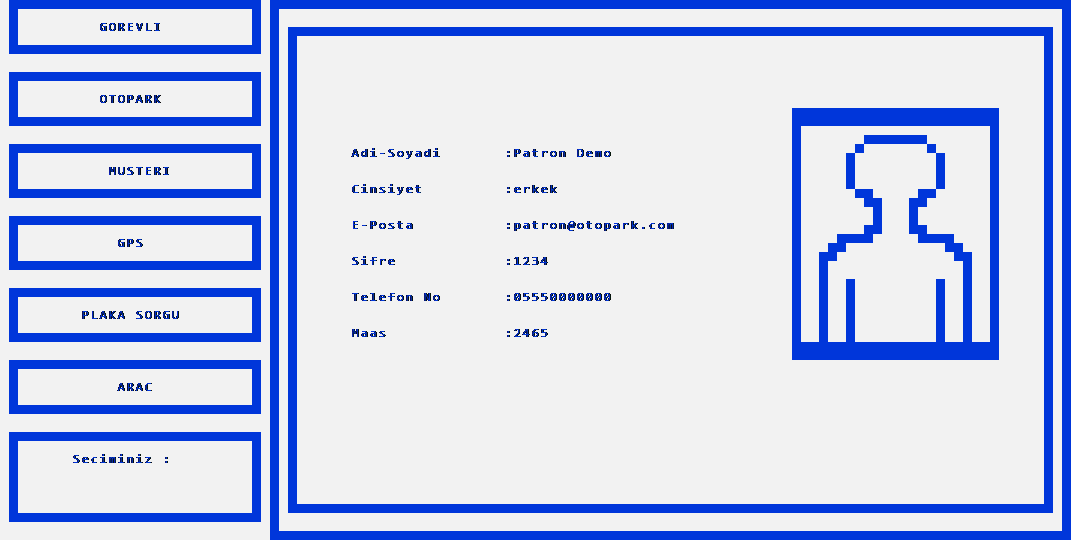 GOREVLI
OTOPARK
MUSTERI
GPS
PLAKA SORGU
ARAC
Seciminiz :
Adi-Soyadi :Patron Demo
Cinsiyet :erkek
E-Posta :patron@otopark.com
Sifre :1234
Telefon No :05550000000
Maas :2465